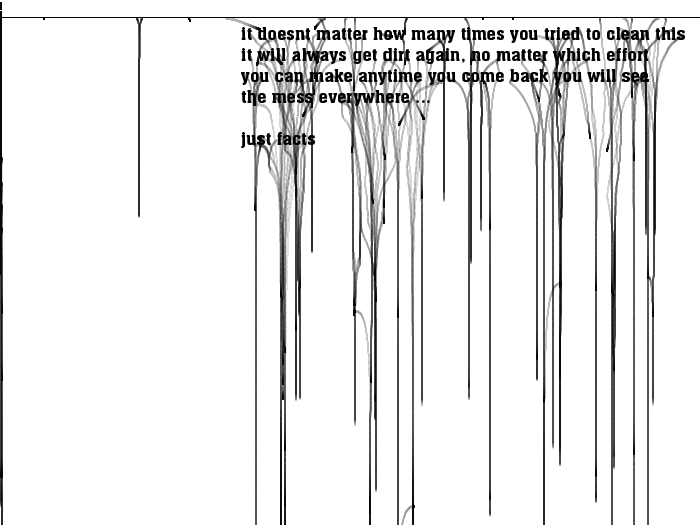 it doesnt matter how many times you tried to clean this
it will always get dirt again, no matter which effort
you can make anytime you come back you will see
the mess everywhere ...
just facts